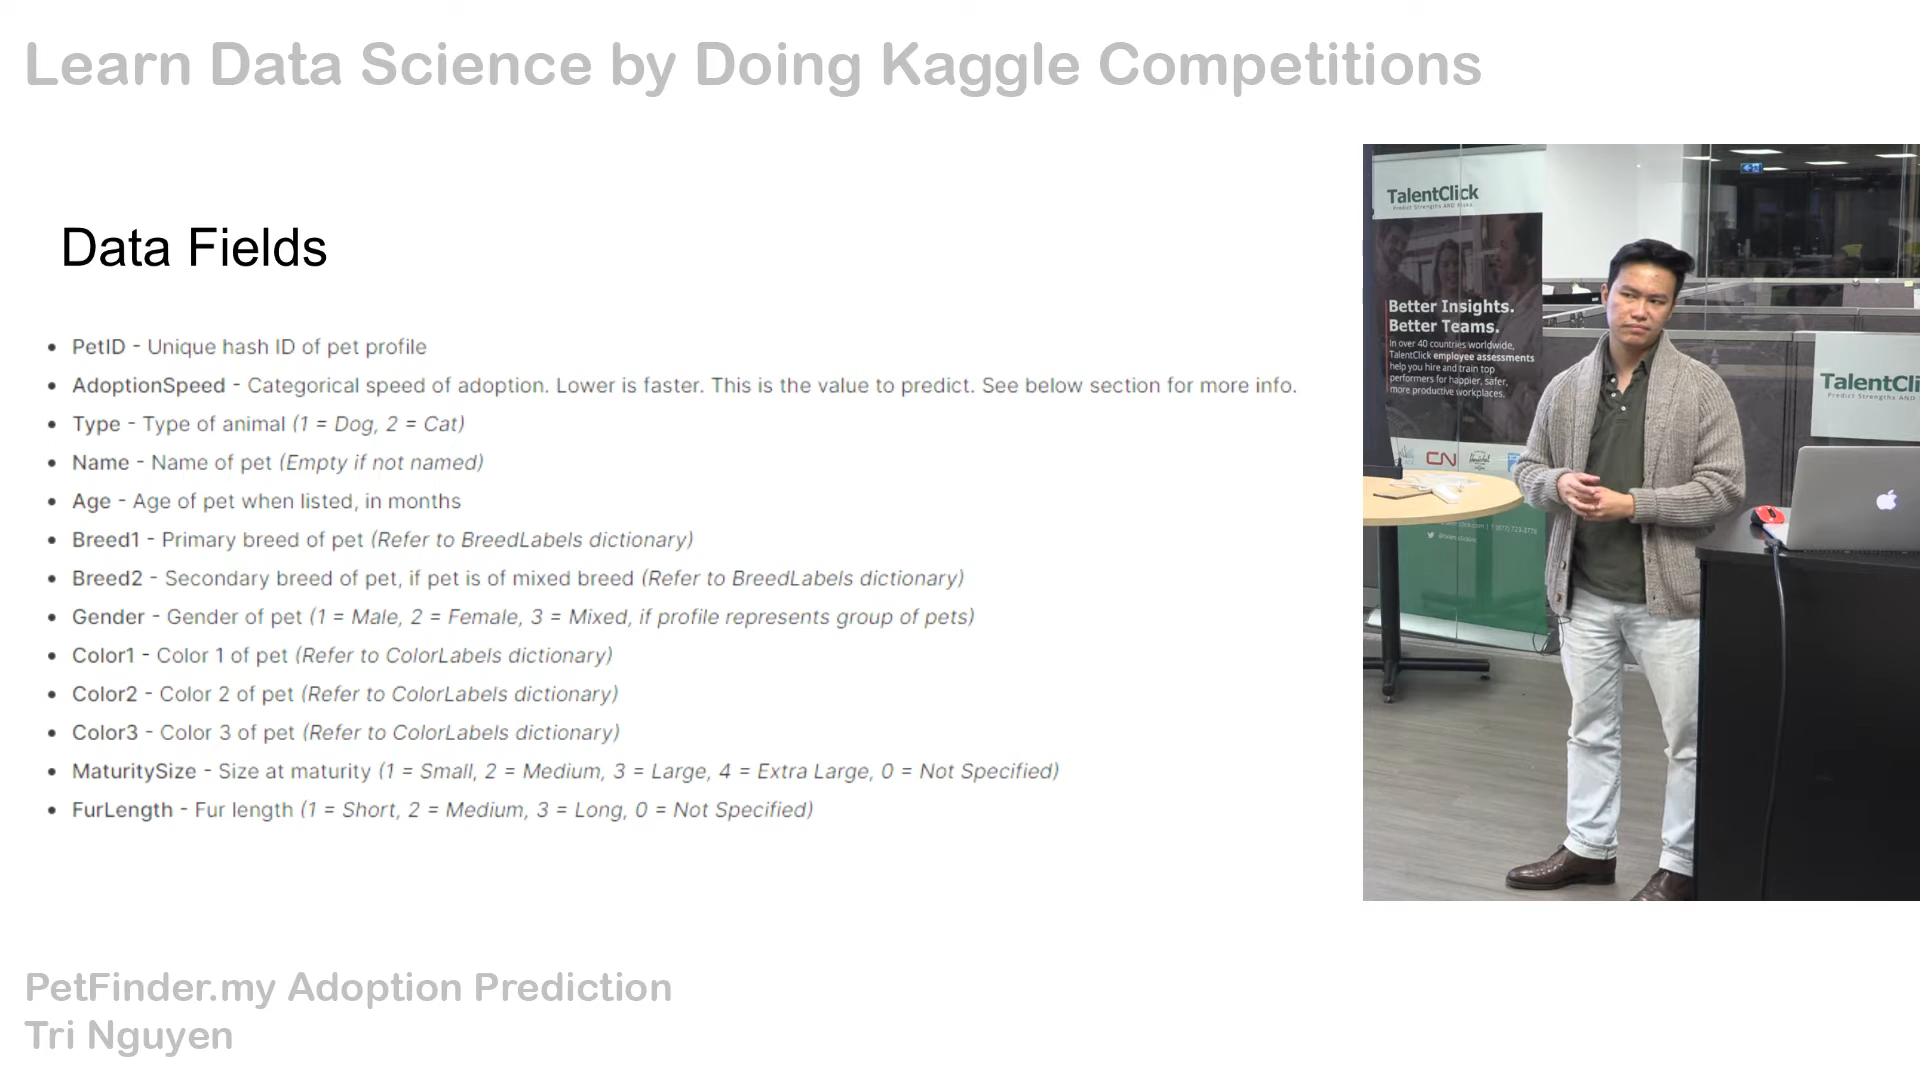 Learn Data Science by Doing Kaggle Competitions
Data Fields
• PetID - Unique hash ID of pet profile
• AdoptionSpeed - Categorical speed of adoption. Lower is faster. This is the value to predict. See below section for more info.
• Type - Type of animal (1 = Dog, 2 = Cat)
• Name - Name of pet (Empty if not named)
• Age - Age of pet when listed, in months
• Breed1 - Primary breed of pet (Refer to BreedLabels dictionary)
• Breed2 - Secondary breed of pet, if pet is of mixed breed (Refer to BreedLabels dictionary)
• Gender - Gender of pet (1 = Male, 2 = Female, 3 = Mixed, if profile represents group of pets)
• Color1 - Color 1 of pet (Refer to ColorLabels dictionary)
• Color2 - Color 2 of pet (Refer to ColorLabels dictionary)
• Color3 - Color 3 of pet (Refer to ColorLabels dictionary)
• MaturitySize - Size at maturity (1 = Small, 2 = Medium, 3 = Large, 4 = Extra Large, 0 = Not Specified)
• FurLength - Fur length (1 = Short, 2 = Medium, 3 = Long, 0 = Not Specified)
TalentClick
Predict Strengths AND Risks
Better Insights.
Better Teams.
In over 40 countries worldwide,
TalentClick employee assessments
help you hire and train top
performers for happier, safer,
more productive workplaces.
CN
TalentCli
Predict Strengths AND
PetFinder.my Adoption Prediction
Tri Nguyen